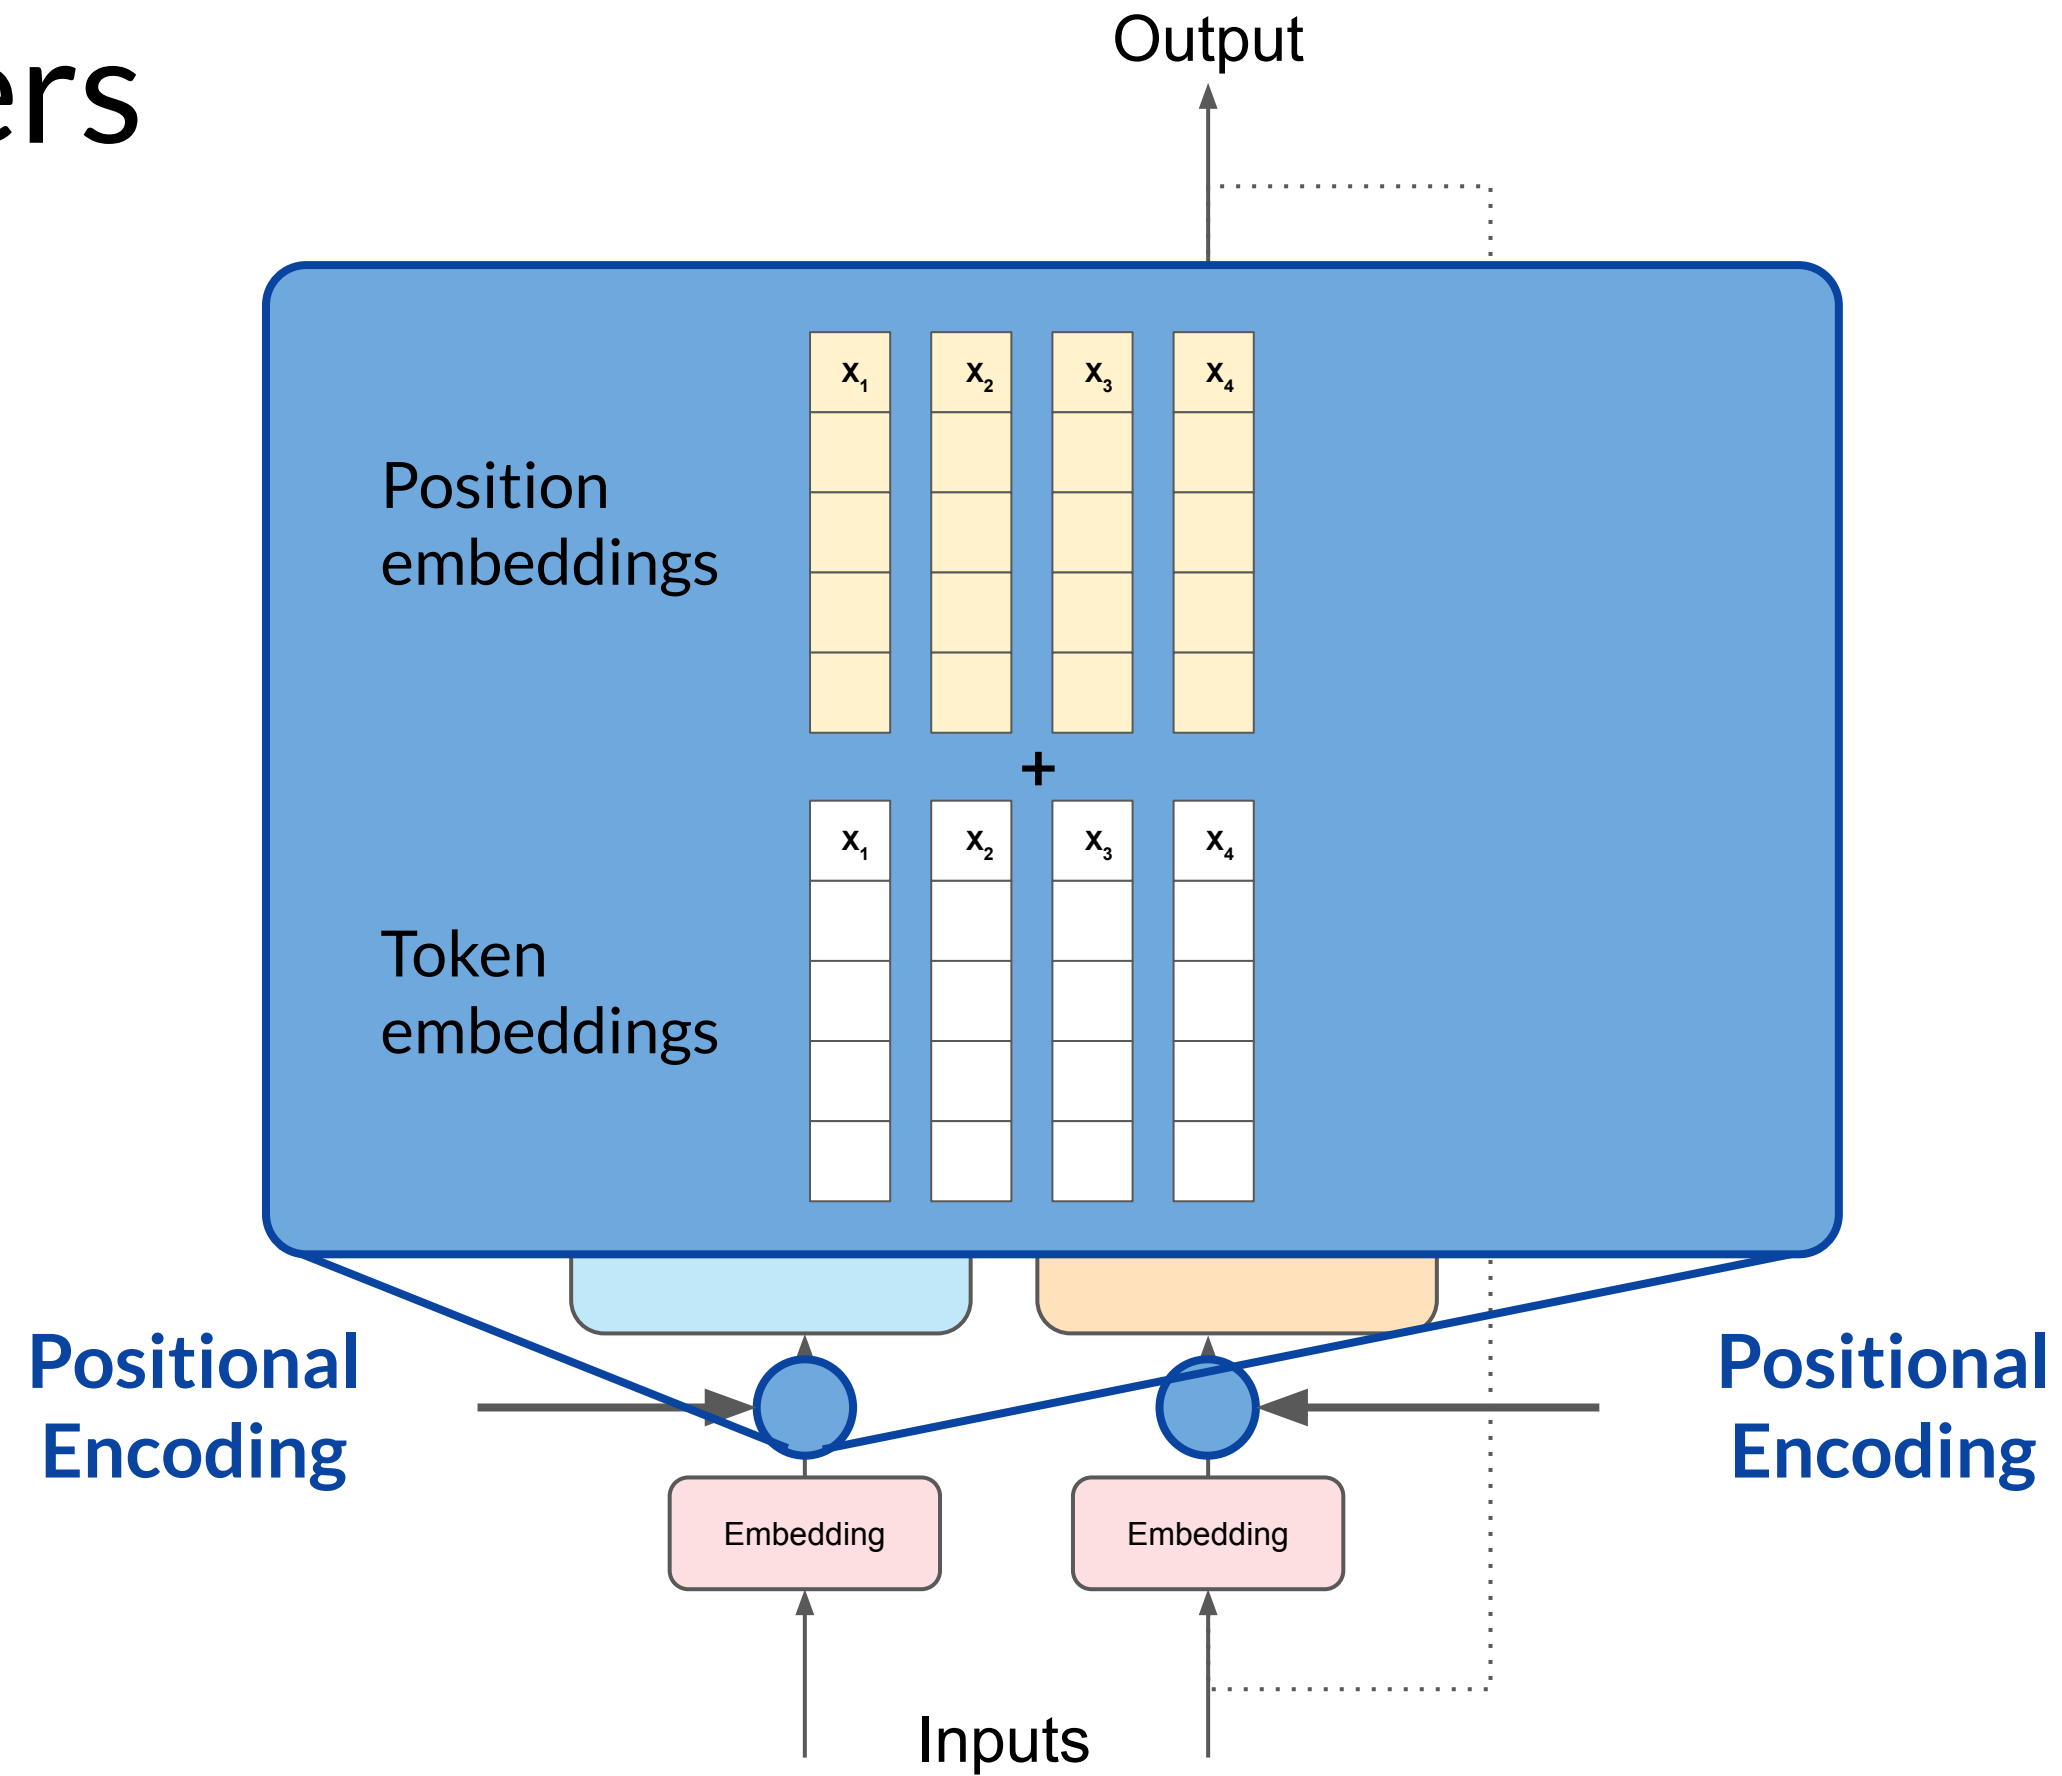 Output
ers
x1 x2 x3 x4
Position
embeddings
+
x1 x2 x3 x4
Token
embeddings
Positional
Encoding
Positional
Encoding
Embedding Embedding
Inputs